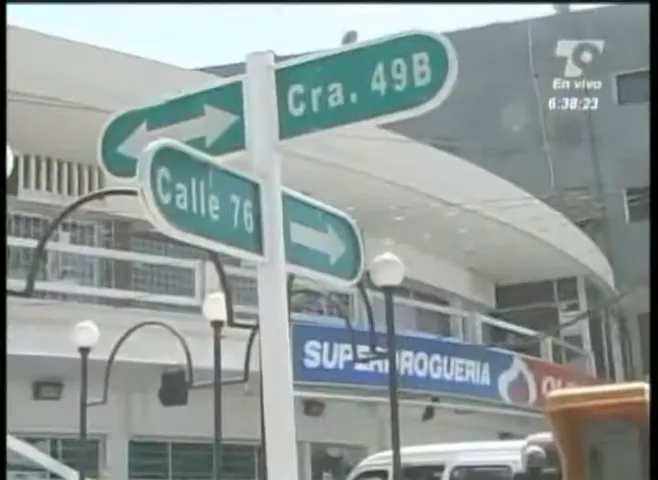 Cra. 49B
En vivo
6:38:23
Calle 76
SUPERDROGUERIA